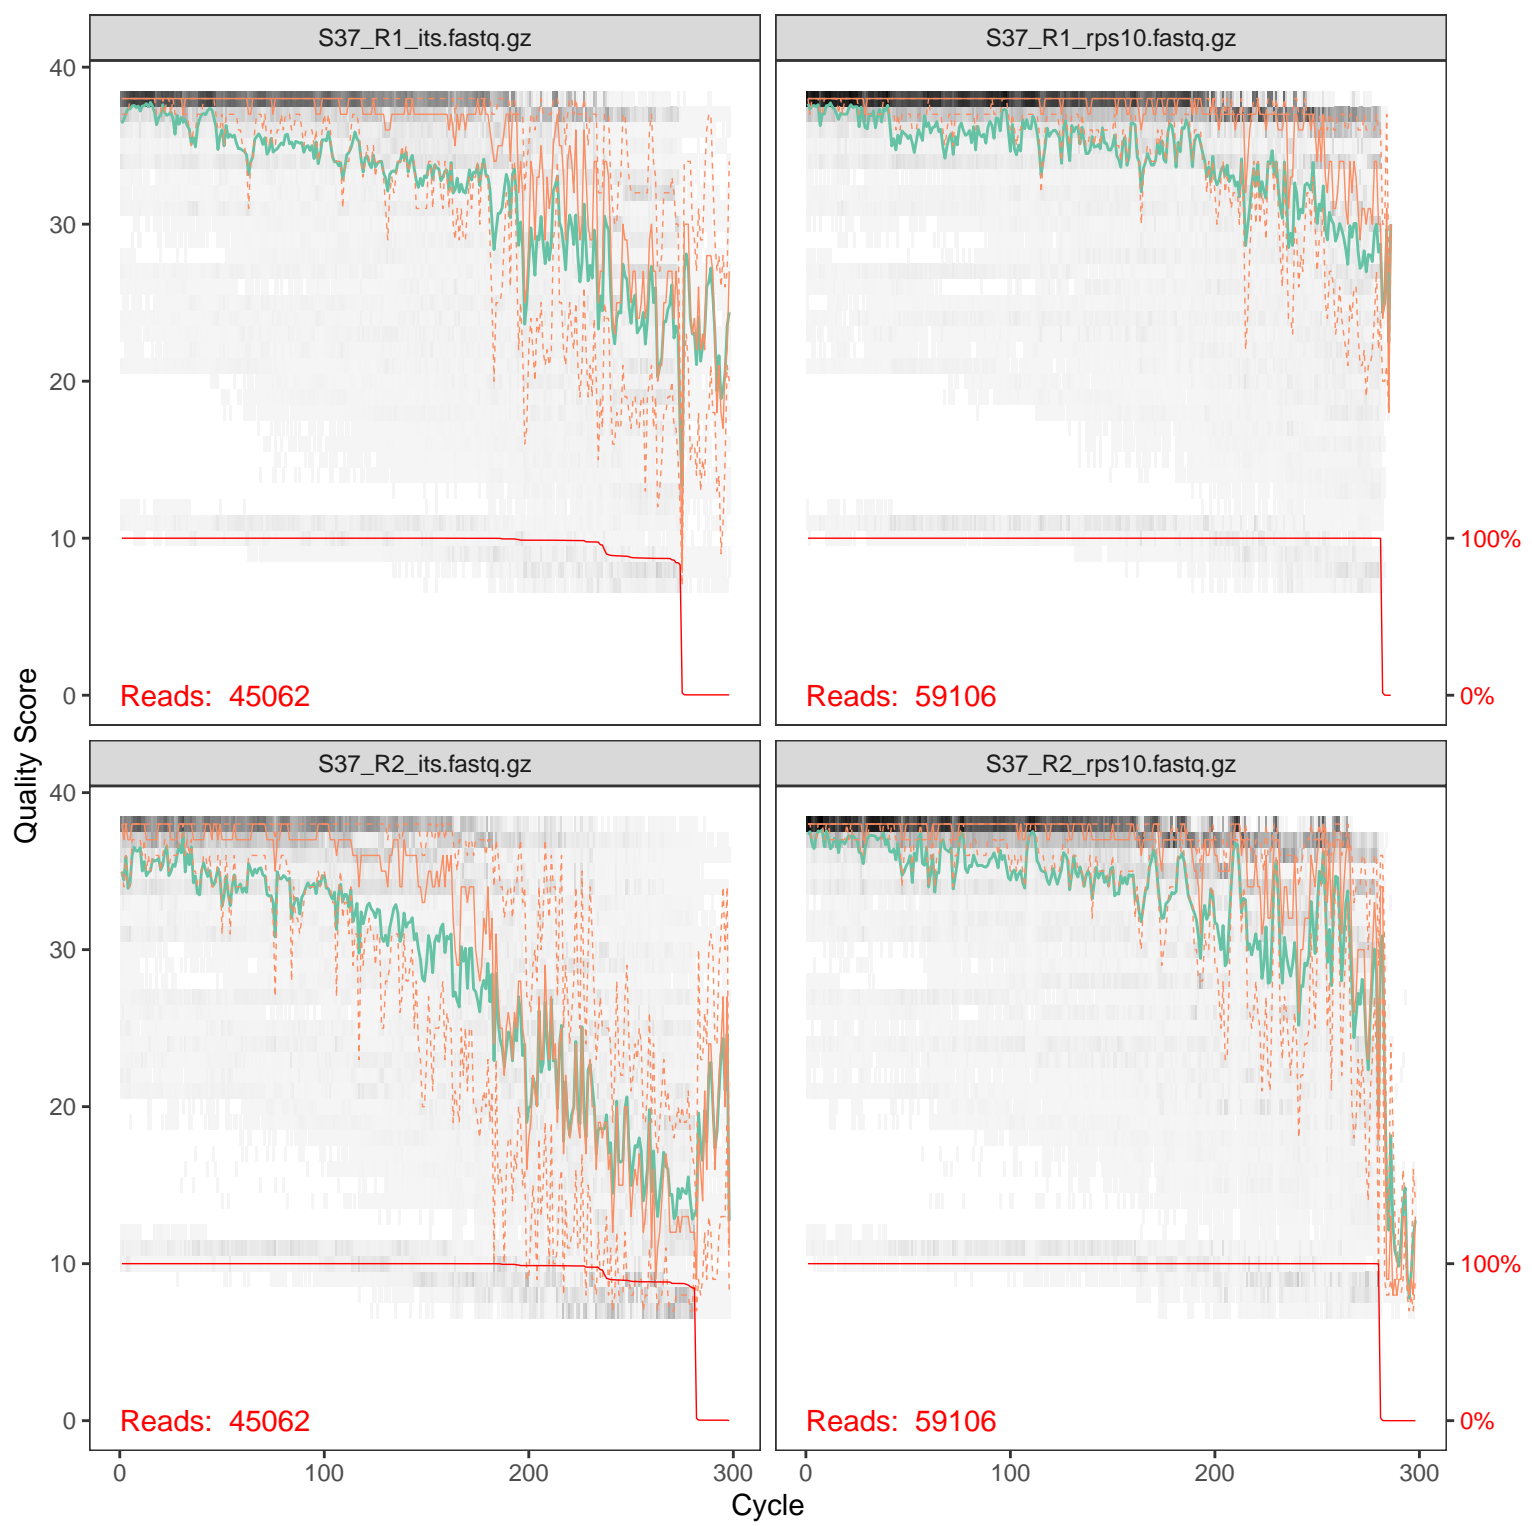 S37_R1_its.fastq.gz
S37_R1_rps10.fastq.gz
40
30
20
10
0
Reads: 45062
Reads: 59106
100%
0%
S37_R2_its.fastq.gz
S37_R2_rps10.fastq.gz
40
30
20
10
0
Reads: 45062
Reads: 59106
100%
0%
0 100 200 300
0 100 200 300
Cycle
Quality Score